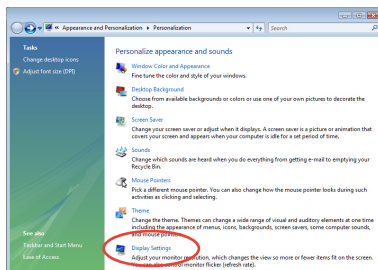 « Appearance and Personalization ▸ Personalization
Search
Tasks
Change desktop icons
Adjust font size (DPI)
Personalize appearance and sounds
Window Color and Appearance
Fine tune the color and style of your windows.
Desktop Background
Choose from available backgrounds or colors or use one of your own pictures to decorate the
desktop.
Screen Saver
Change your screen saver or adjust when it displays. A screen saver is a picture or animation that
covers your screen and appears when your computer is idle for a set period of time.
Sounds
Change which sounds are heard when you do everything from getting e-mail to emptying your
Recycle Bin.
Mouse Pointers
Pick a different mouse pointer. You can also change how the mouse pointer looks during such
activities as clicking and selecting.
Theme
Change the theme. Themes can change a wide range of visual and auditory elements at one time
including the appearance of menus, icons, backgrounds, screen savers, some computer sounds,
and mouse pointers.
See also
Taskbar and Start Menu
Ease of Access
Display Settings
Adjust your monitor resolution, which changes the view so more or fewer items fit on the screen.
You can also control monitor flicker (refresh rate).